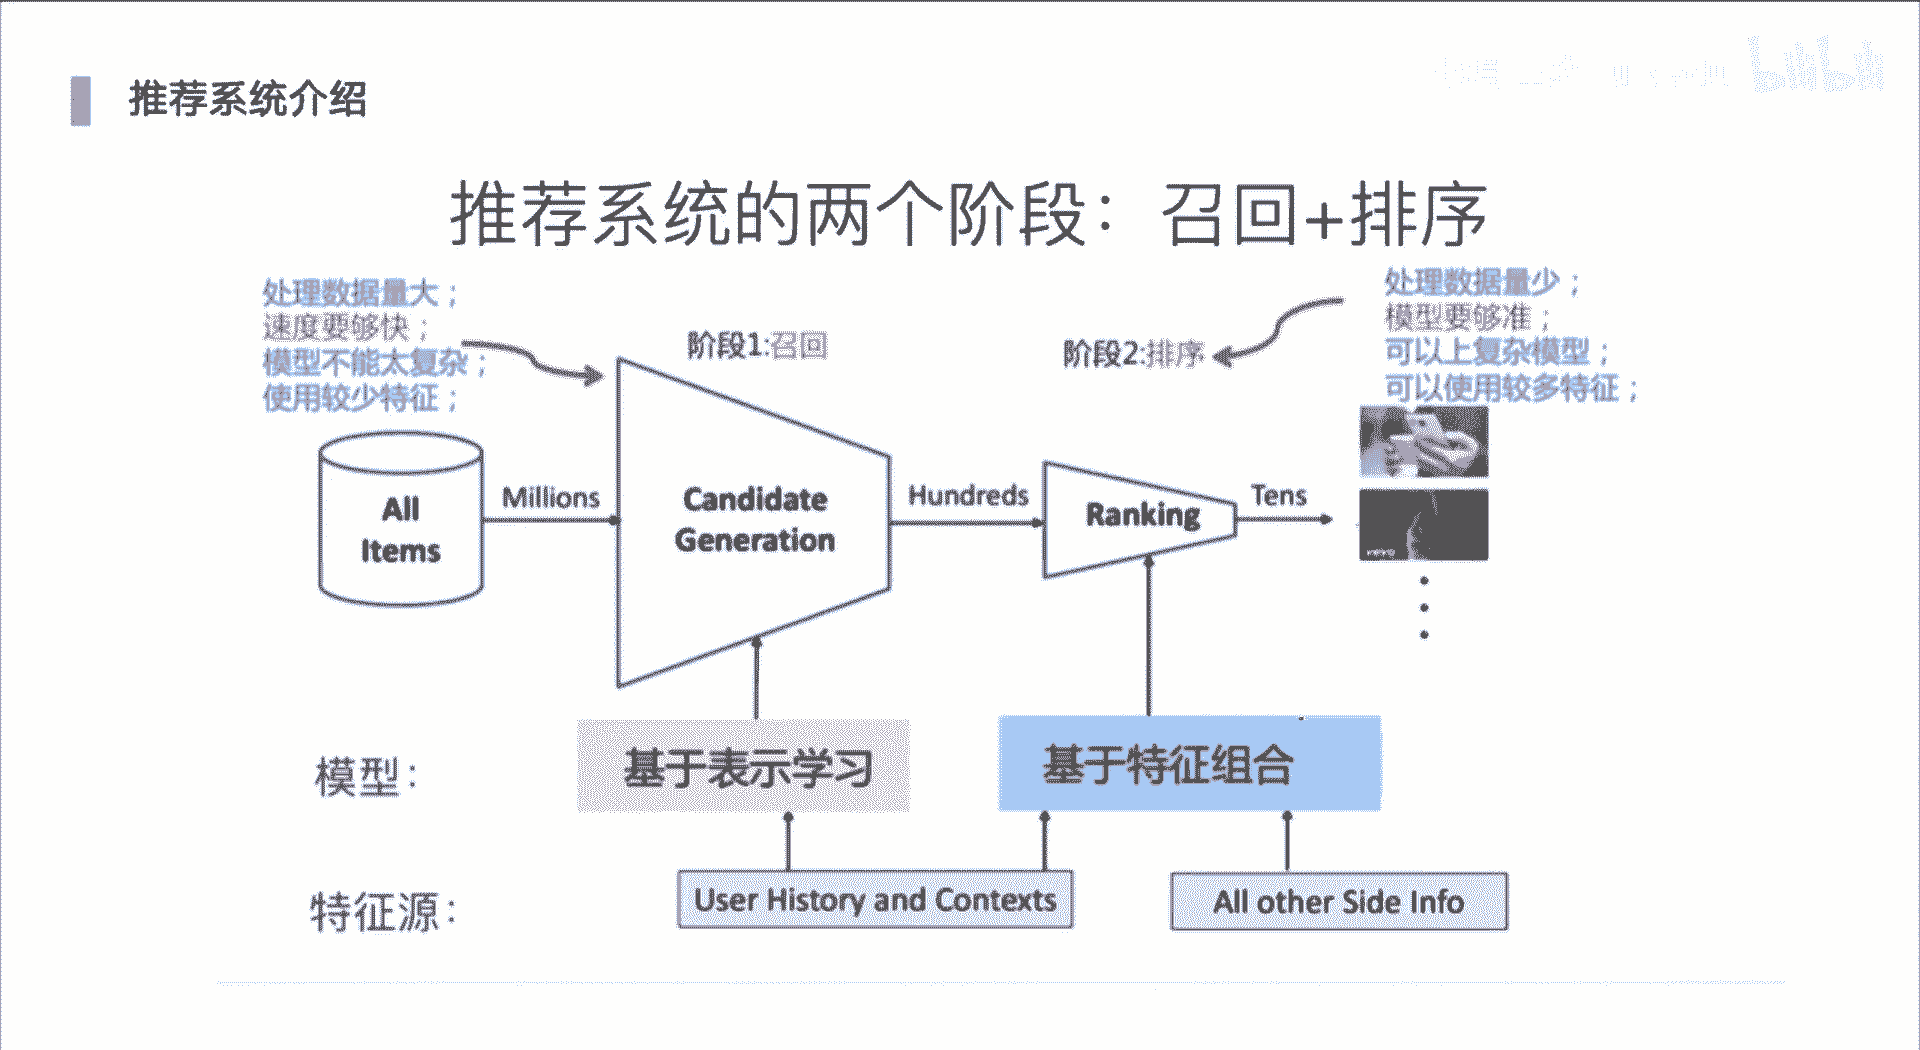 推荐系统介绍
bilibili
推荐系统的两个阶段：召回+排序
处理数据量大；
速度要够快；
模型不能太复杂；
使用较少特征；
阶段1:召回
阶段2:排序
处理数据量少；
模型要够准；
可以上复杂模型；
可以使用较多特征；
All
Items
Millions
Candidate
Generation
Hundreds
Ranking
Tens
模型：
基于表示学习
基于特征组合
特征源：
User History and Contexts
All other Side Info